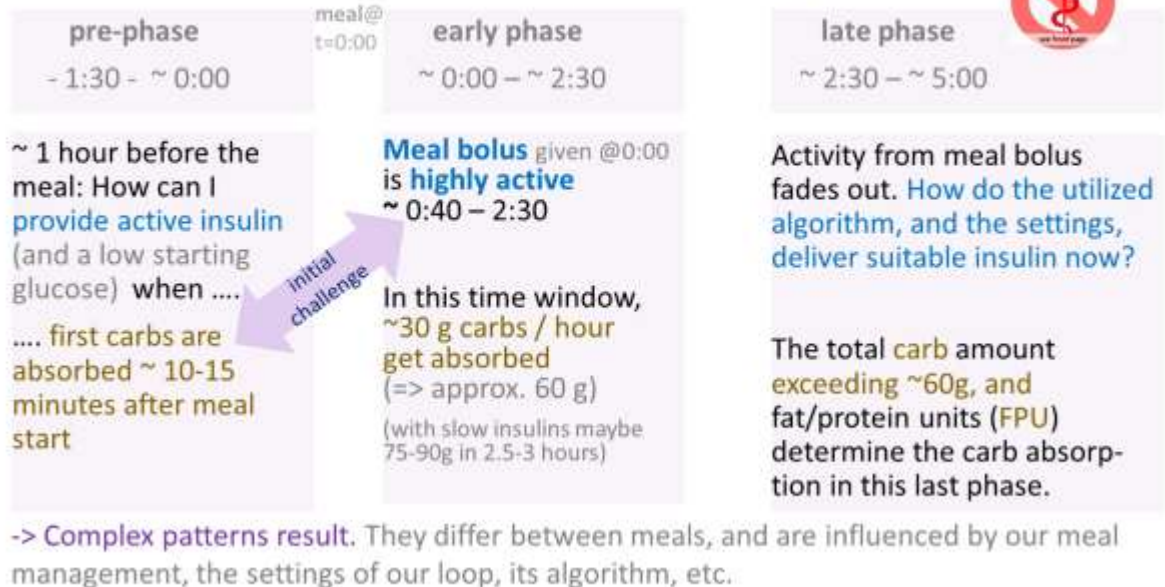 pre-phase
- 1:30 - ~ 0:00
meal@
t=0:00
early phase
~ 0:00 – ~ 2:30
late phase
~ 2:30 – ~ 5:00
~ 1 hour before the
meal: How can I
provide active insulin
(and a low starting
glucose) when ....
.... first carbs are
absorbed ~ 10-15
minutes after meal
start
initial
challenge
Meal bolus given @0:00
is highly active
~ 0:40 – 2:30
In this time window,
~30 g carbs / hour
get absorbed
(=> approx. 60 g)
(with slow insulins maybe
75-90g in 2.5-3 hours)
Activity from meal bolus
fades out. How do the utilized
algorithm, and the settings,
deliver suitable insulin now?
The total carb amount
exceeding ~60g, and
fat/protein units (FPU)
determine the carb absorp-
tion in this last phase.
-> Complex patterns result. They differ between meals, and are influenced by our meal
management, the settings of our loop, its algorithm, etc.